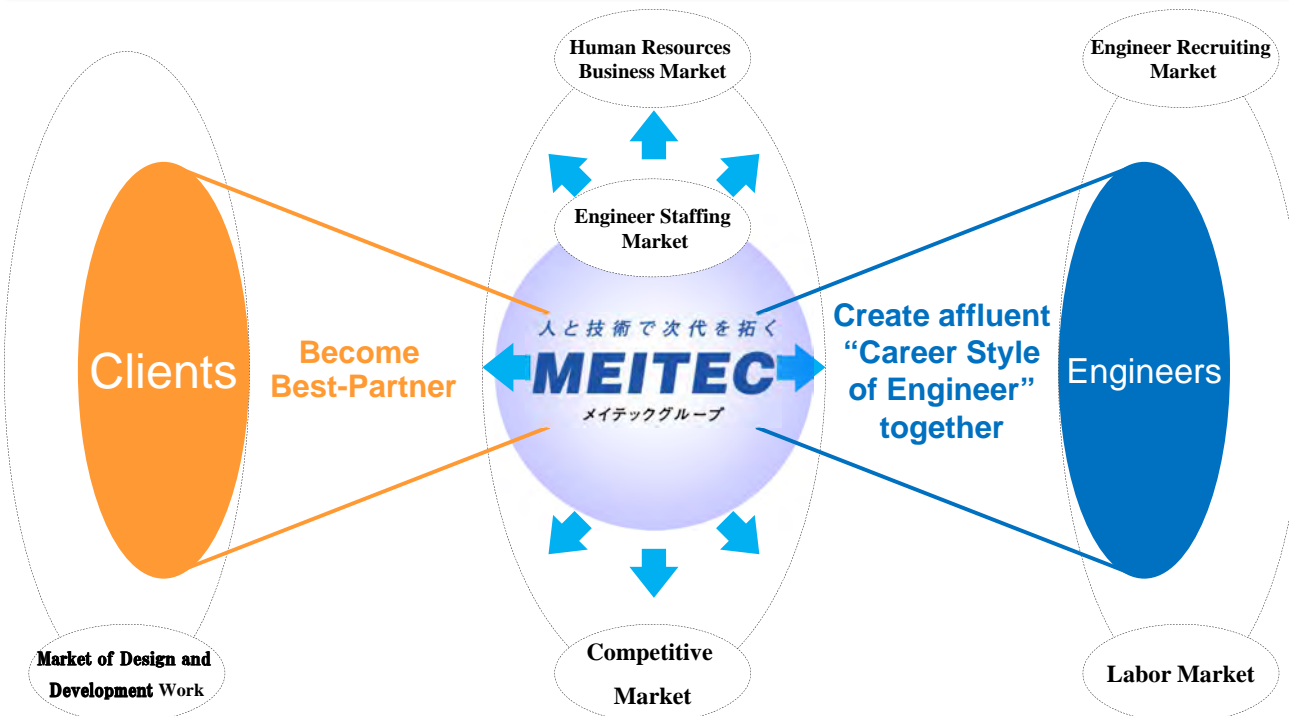 Human Resources
Business Market
Engineer Recruiting
Market
Engineer Staffing
Market
Clients
Become
Best-Partner
人と技術で次代を拓く
MEITEC
メイテックグループ
Create affluent
“Career Style
of Engineer”
together
Engineers
Market of Design and
Development Work
Competitive
Market
Labor Market